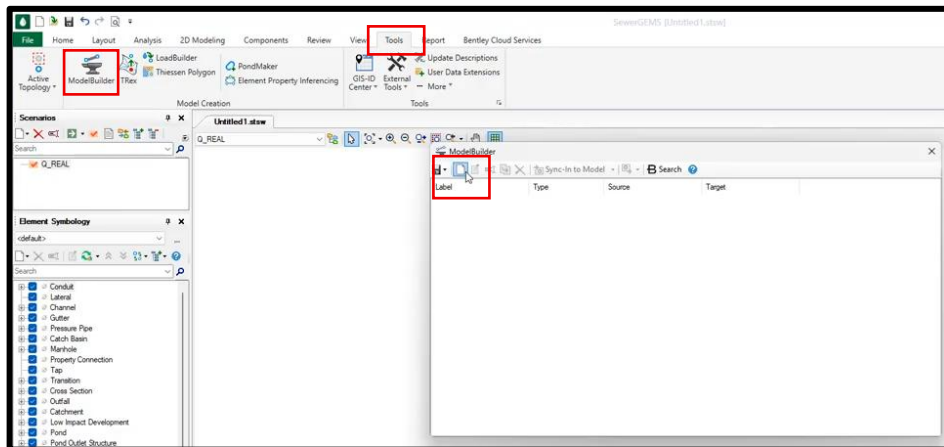 SewerGEMS [Untitled1.stsw]
File Home Layout Analysis 2D Modeling Components Review View Tools Report Bentley Cloud Services
Active Topology
ModelBuilder
TRex
LoadBuilder
Thiessen Polygon
PondMaker
Element Property Inferencing
GIS-ID Center
External Tools
Update Descriptions
User Data Extensions
More
Model Creation
Tools
Scenarios
Search
Q_REAL
Untitled1.stsw
Q_REAL
ModelBuilder
Sync-In to Model
Search
Label Type Source Target
Element Symbology
<default>
Search
Conduit
Lateral
Channel
Gutter
Pressure Pipe
Catch Basin
Manhole
Property Connection
Tap
Transition
Cross Section
Outfall
Catchment
Low Impact Development
Pond
Pond Outlet Structure